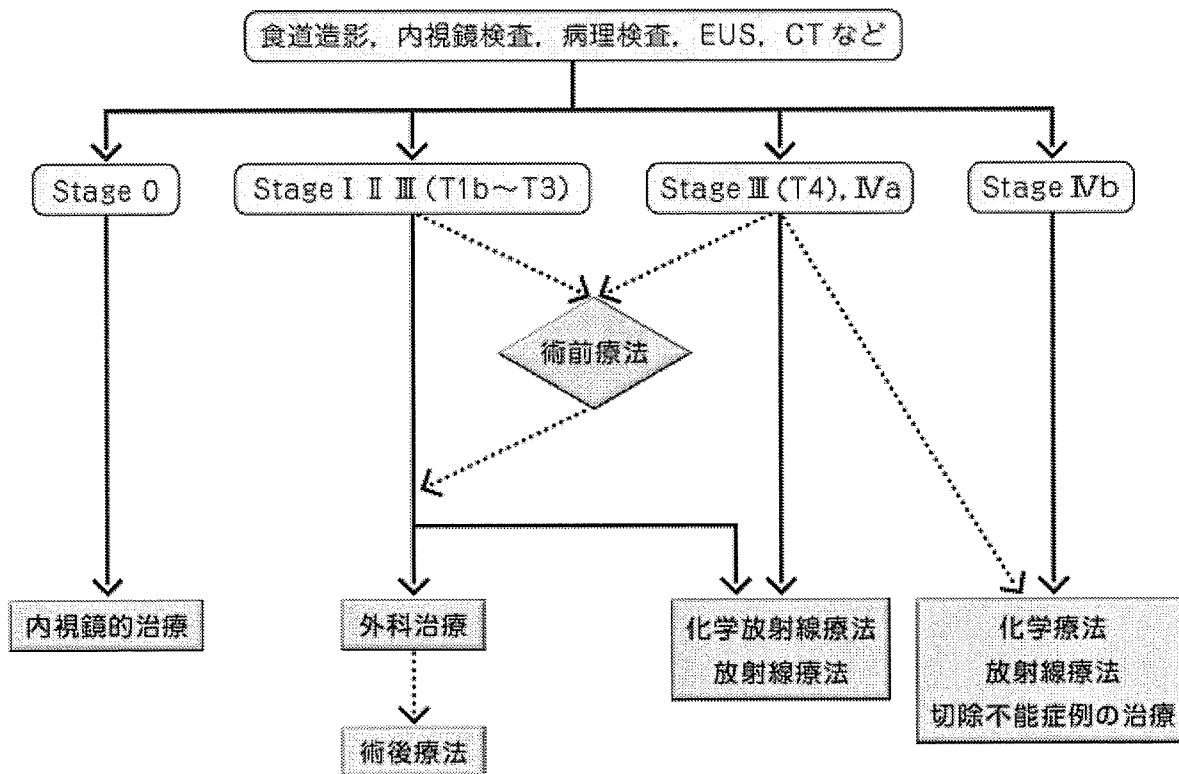 食道造影，内視鏡検査，病理検査，EUS，CTなど
Stage 0
Stage Ⅰ Ⅱ Ⅲ（T1b〜T3）
Stage Ⅲ（T4），Ⅳa
Stage Ⅳb
術前療法
内視鏡的治療
外科治療
化学放射線療法
放射線療法
化学療法
放射線療法
切除不能症例の治療
術後療法